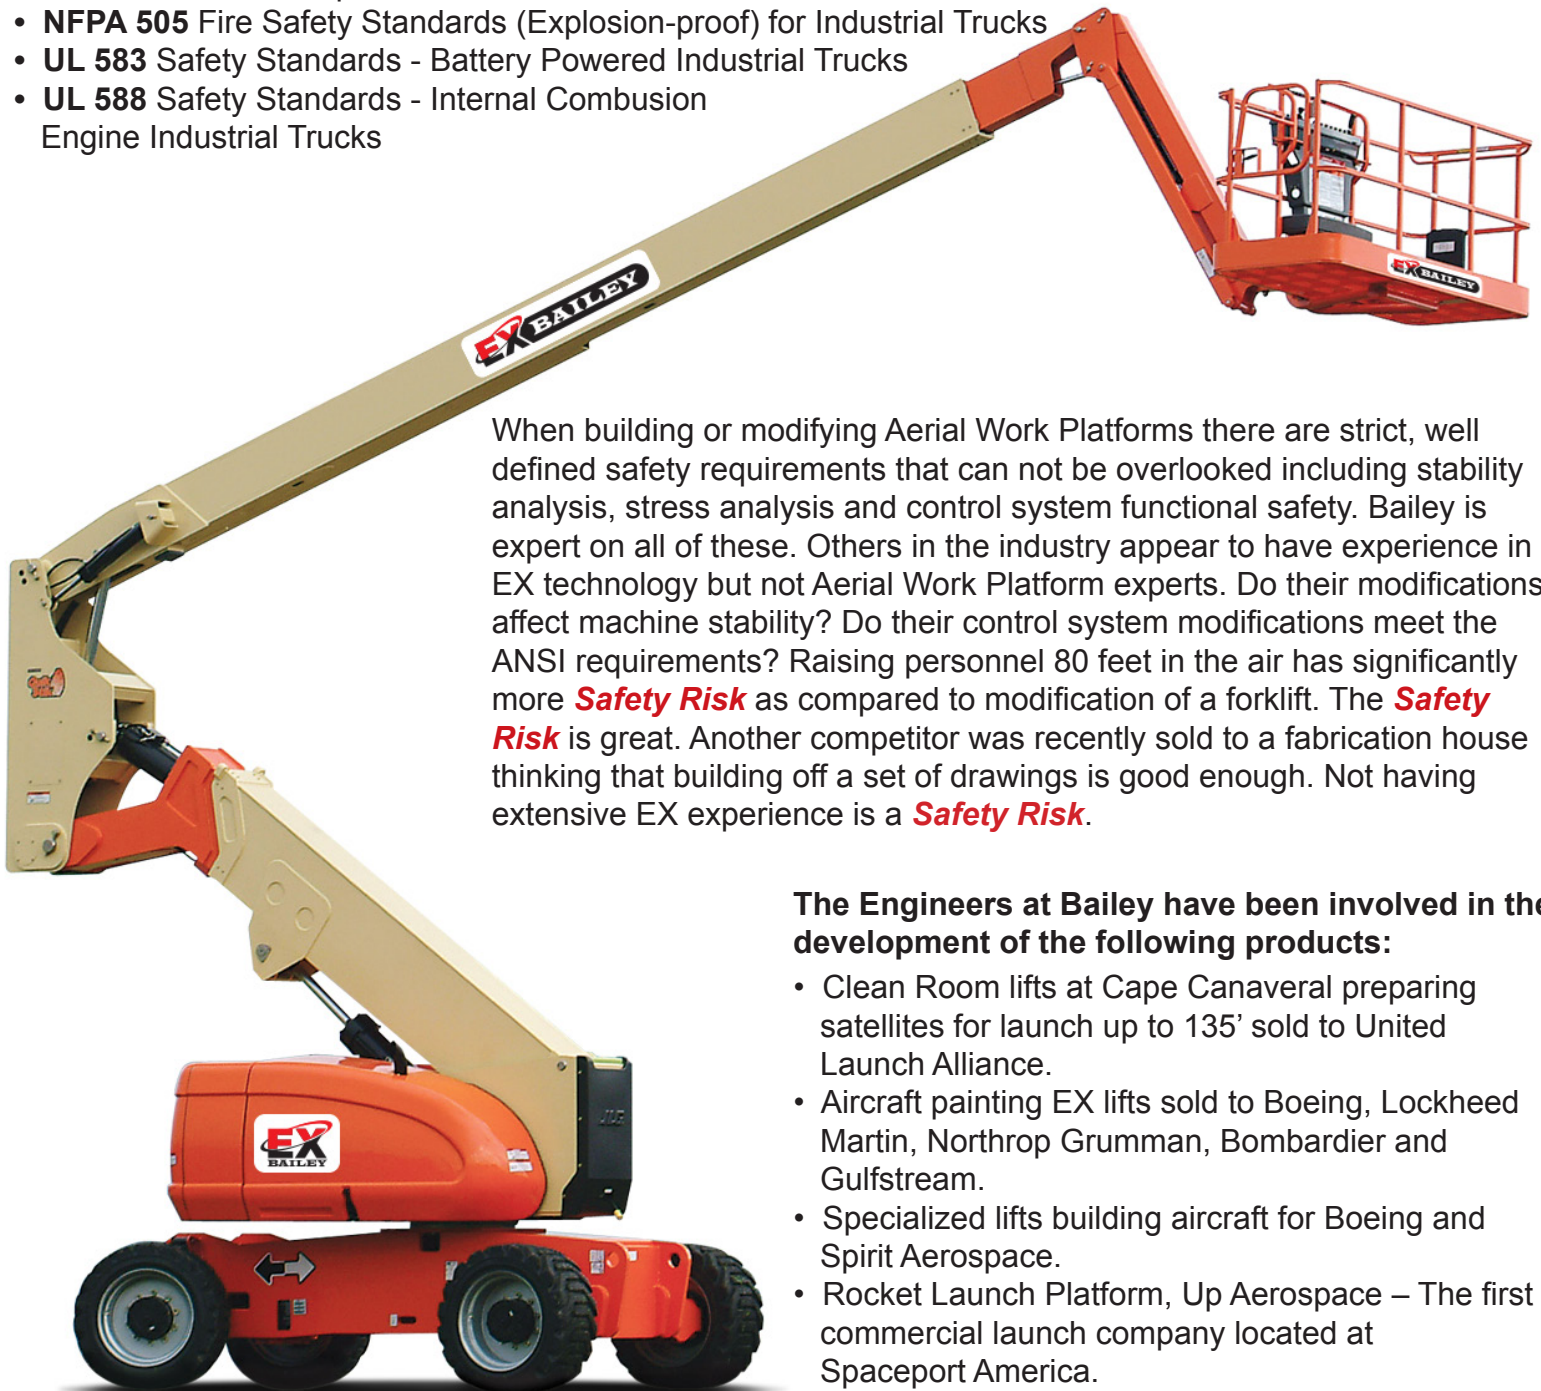 • NFPA 505 Fire Safety Standards (Explosion-proof) for Industrial Trucks
• UL 583 Safety Standards - Battery Powered Industrial Trucks
• UL 588 Safety Standards - Internal Combusion
Engine Industrial Trucks
EX BAILEY
EX BAILEY
When building or modifying Aerial Work Platforms there are strict, well
defined safety requirements that can not be overlooked including stability
analysis, stress analysis and control system functional safety. Bailey is
expert on all of these. Others in the industry appear to have experience in
EX technology but not Aerial Work Platform experts. Do their modifications
affect machine stability? Do their control system modifications meet the
ANSI requirements? Raising personnel 80 feet in the air has significantly
more Safety Risk as compared to modification of a forklift. The Safety
Risk is great. Another competitor was recently sold to a fabrication house
thinking that building off a set of drawings is good enough. Not having
extensive EX experience is a Safety Risk.
The Engineers at Bailey have been involved in the
development of the following products:
• Clean Room lifts at Cape Canaveral preparing
satellites for launch up to 135’ sold to United
Launch Alliance.
• Aircraft painting EX lifts sold to Boeing, Lockheed
Martin, Northrop Grumman, Bombardier and
Gulfstream.
• Specialized lifts building aircraft for Boeing and
Spirit Aerospace.
• Rocket Launch Platform, Up Aerospace – The first
commercial launch company located at
Spaceport America.
JLG
EX
BAILEY